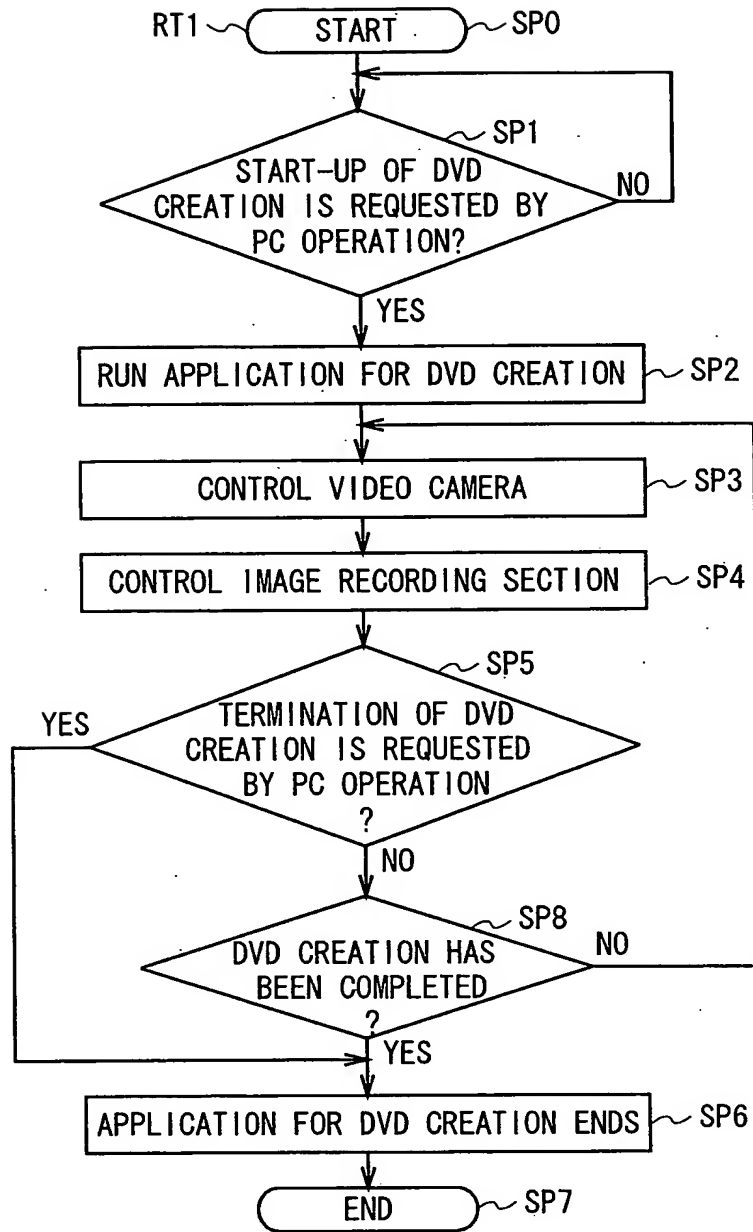 RT1 START SP0
SP1
START-UP OF DVD
CREATION IS REQUESTED BY
PC OPERATION?
NO
YES
RUN APPLICATION FOR DVD CREATION SP2
CONTROL VIDEO CAMERA SP3
CONTROL IMAGE RECORDING SECTION SP4
SP5
YES
TERMINATION OF DVD
CREATION IS REQUESTED
BY PC OPERATION
?
NO
SP8
DVD CREATION HAS
BEEN COMPLETED
?
NO
YES
APPLICATION FOR DVD CREATION ENDS SP6
END SP7